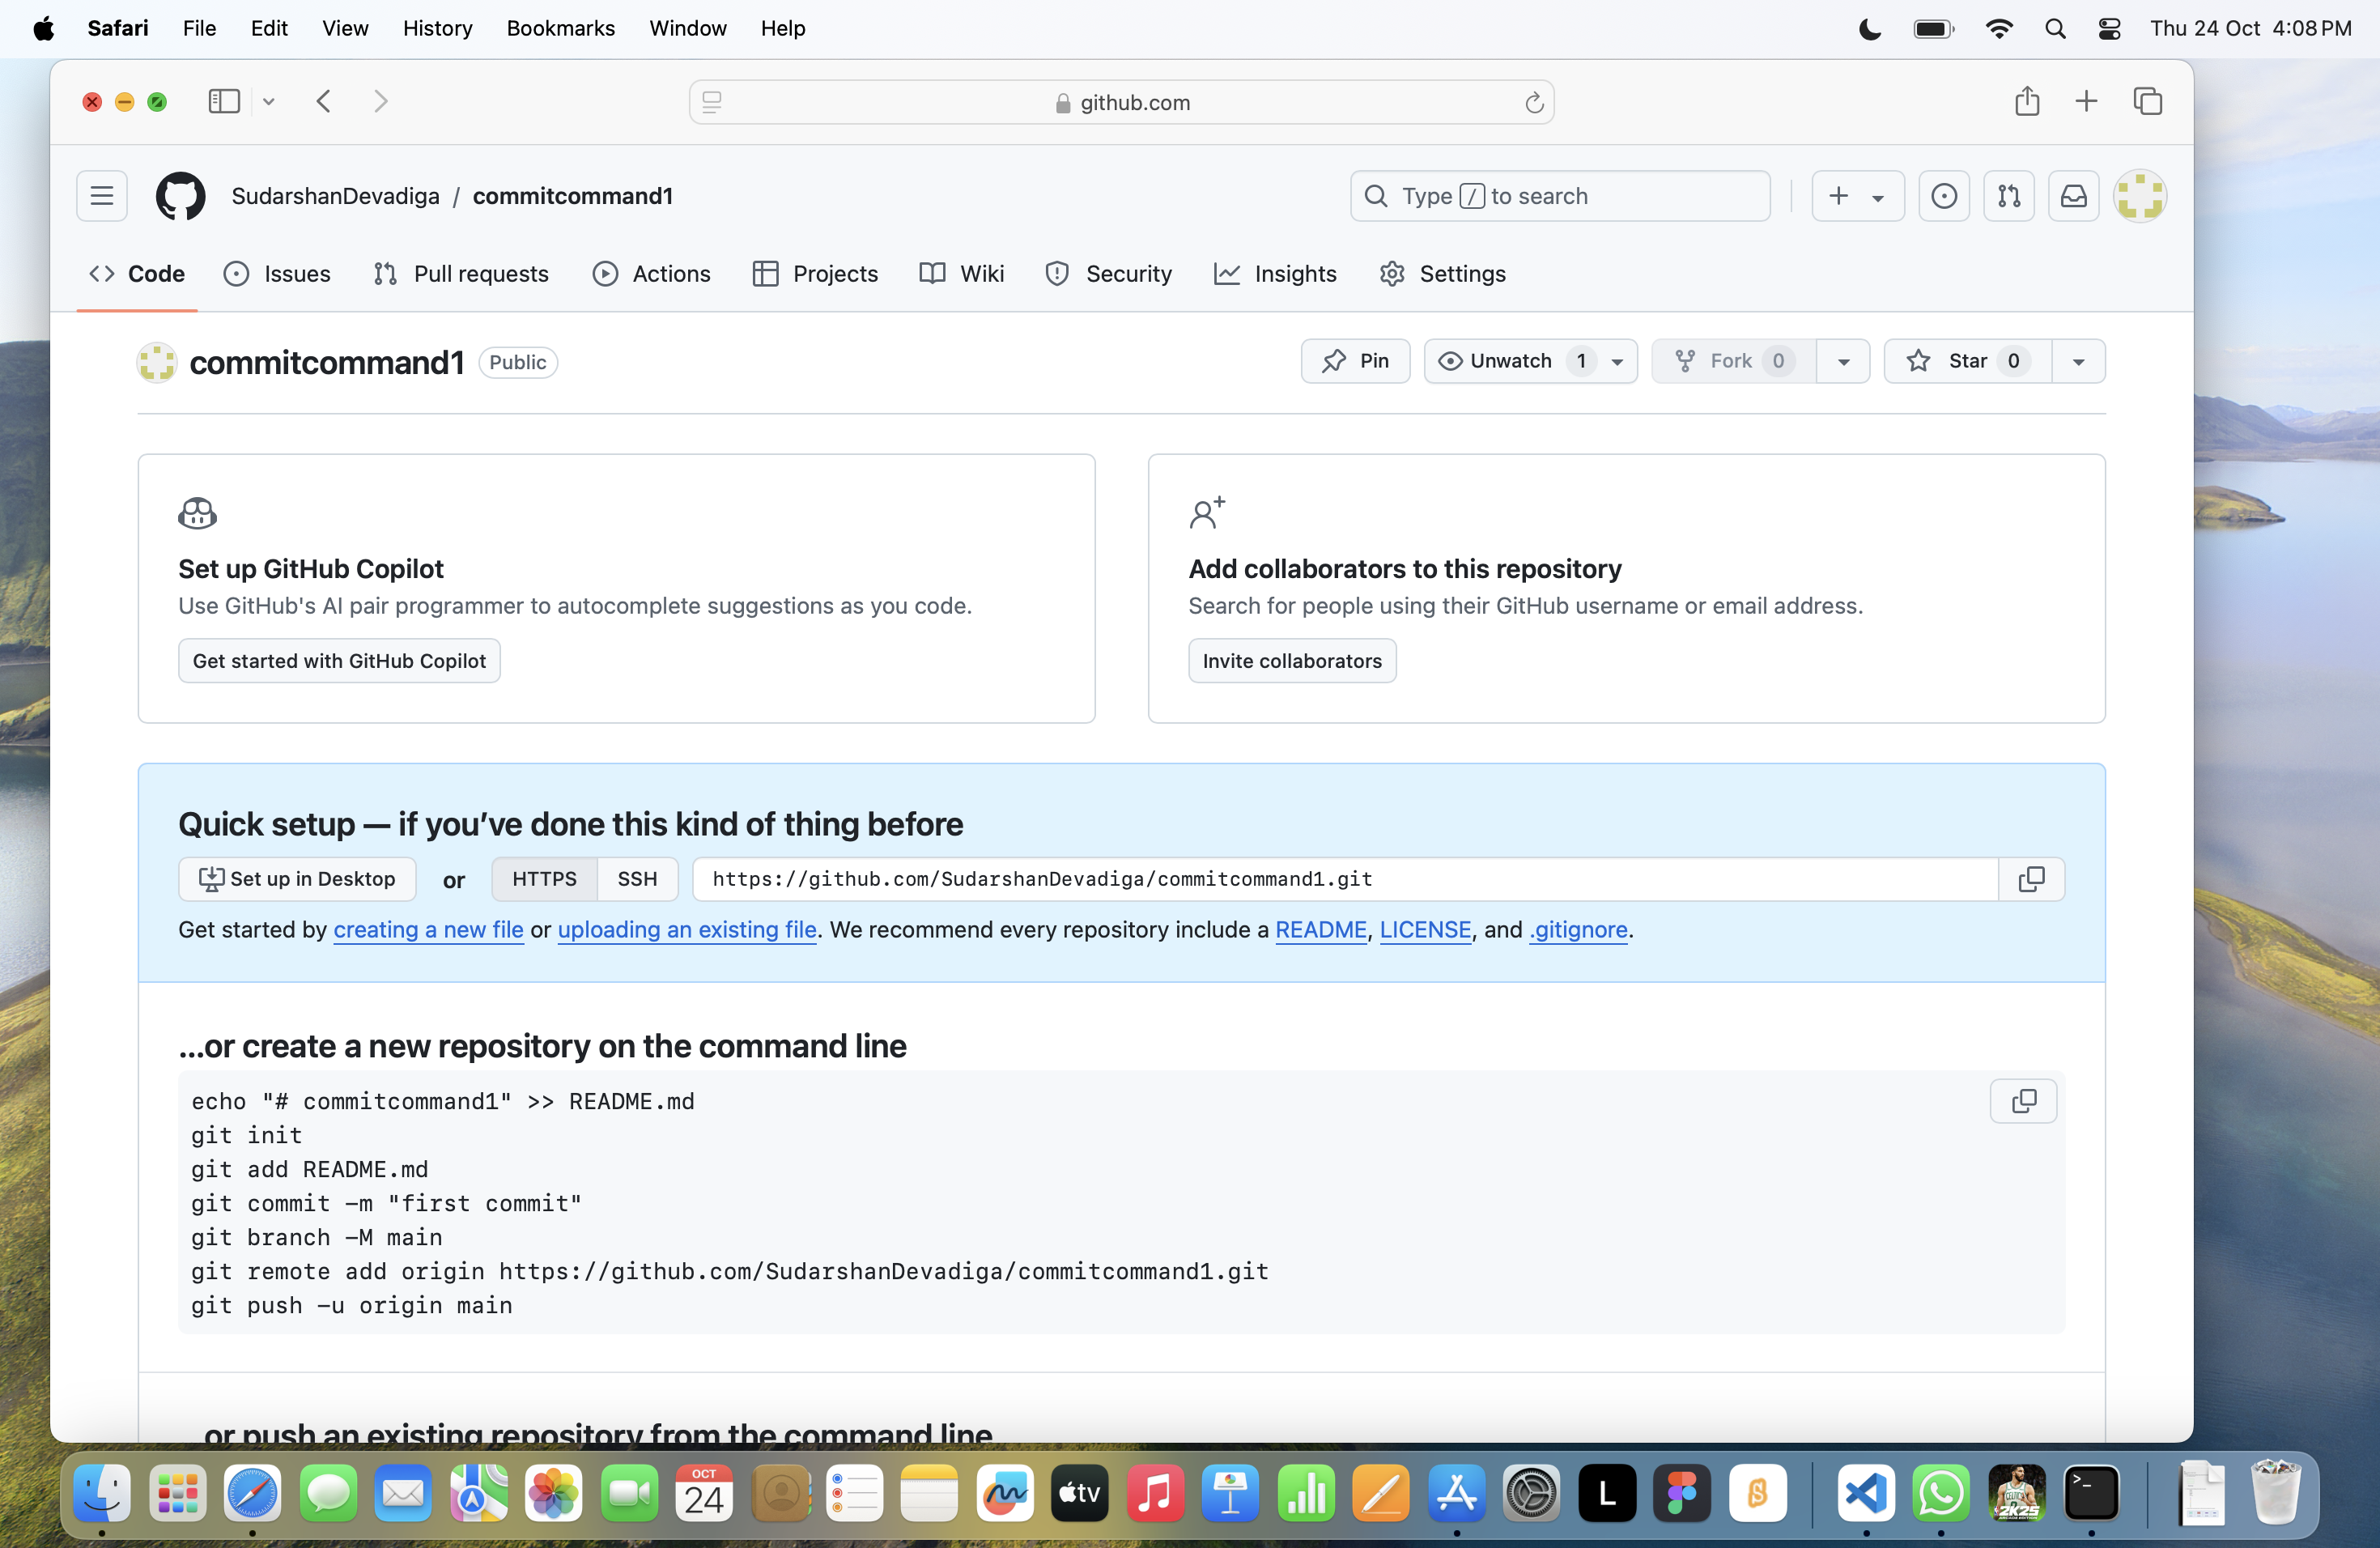 Safari File Edit View History Bookmarks Window Help Thu 24 Oct 4:08 PM
github.com
SudarshanDevadiga / commitcommand1 Type / to search
Code Issues Pull requests Actions Projects Wiki Security Insights Settings
commitcommand1 Public Pin Unwatch 1 Fork 0 Star 0
Set up GitHub Copilot
Use GitHub's AI pair programmer to autocomplete suggestions as you code.
Get started with GitHub Copilot
Add collaborators to this repository
Search for people using their GitHub username or email address.
Invite collaborators
Quick setup — if you’ve done this kind of thing before
Set up in Desktop or HTTPS SSH https://github.com/SudarshanDevadiga/commitcommand1.git
Get started by creating a new file or uploading an existing file. We recommend every repository include a README, LICENSE, and .gitignore.
…or create a new repository on the command line
echo "# commitcommand1" >> README.md
git init
git add README.md
git commit -m "first commit"
git branch -M main
git remote add origin https://github.com/SudarshanDevadiga/commitcommand1.git
git push -u origin main
or push an existing repository from the command line
OCT
24
tv
L
2K25